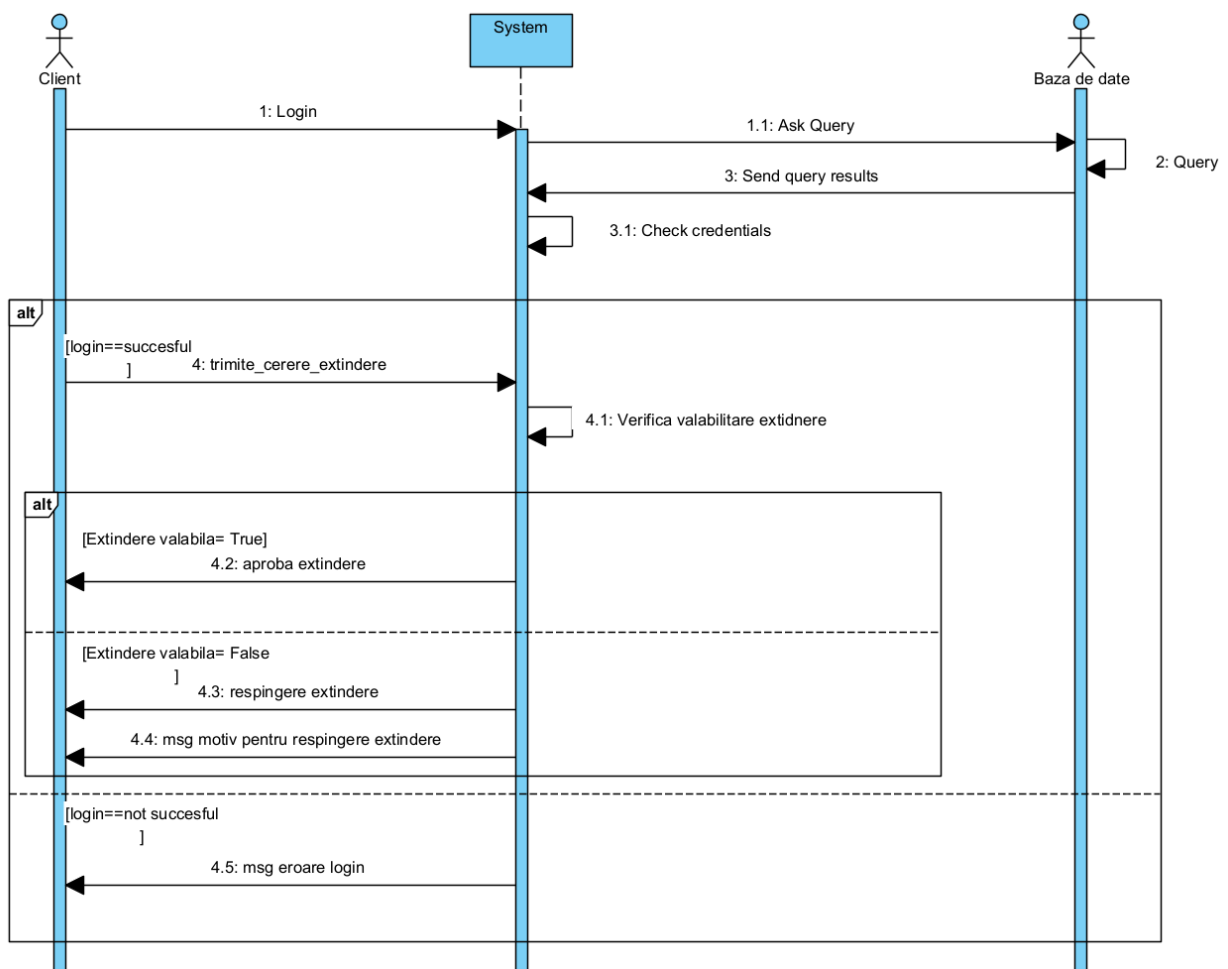 System
Client
Baza de date
1: Login
1.1: Ask Query
2: Query
3: Send query results
3.1: Check credentials
alt
[login==succesful
]
4: trimite_cerere_extindere
4.1: Verifica valabilitare extidnere
alt
[Extindere valabila= True]
4.2: aproba extindere
[Extindere valabila= False
]
4.3: respingere extindere
4.4: msg motiv pentru respingere extindere
[login==not succesful
]
4.5: msg eroare login